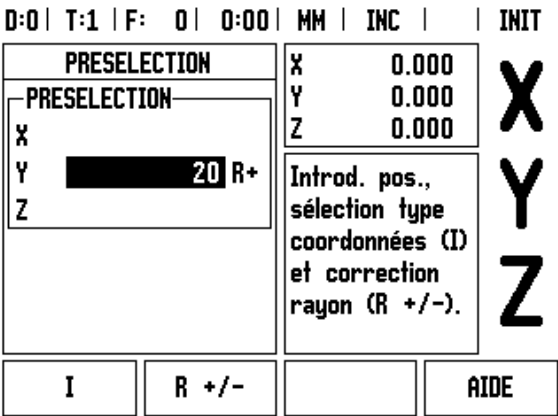 D:0 | T:1 | F: 0 | 0:00 | MM | INC | | INIT
PRESELECTION
PRESELECTION
X
Y 20 R+
Z
X 0.000
Y 0.000
Z 0.000
Introd. pos.,
sélection type
coordonnées (I)
et correction
rayon (R +/-).
X
Y
Z
I
R +/-
AIDE